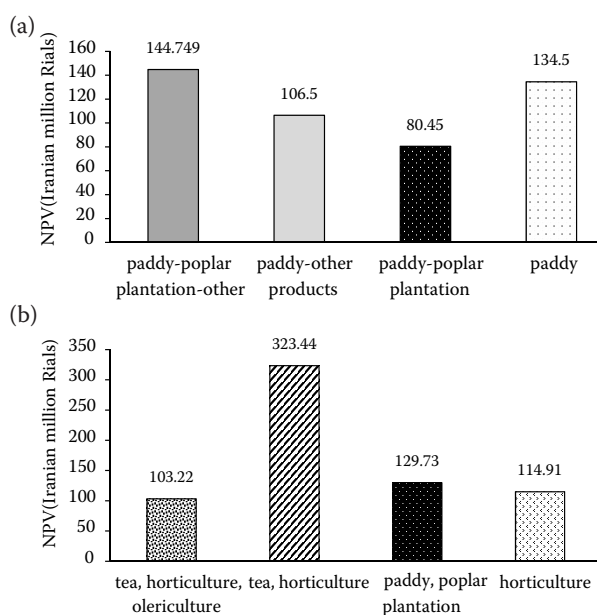 (a)
NPV(Iranian million Rials)
160
140
120
100
80
60
40
20
0
144.749
106.5
80.45
134.5
paddy-poplar
plantation-other
paddy-other
products
paddy-poplar
plantation
paddy
(b)
NPV(Iranian million Rials)
350
300
250
200
150
100
50
0
103.22
323.44
129.73
114.91
tea, horticulture,
olericulture
tea, horticulture
paddy, poplar
plantation
horticulture